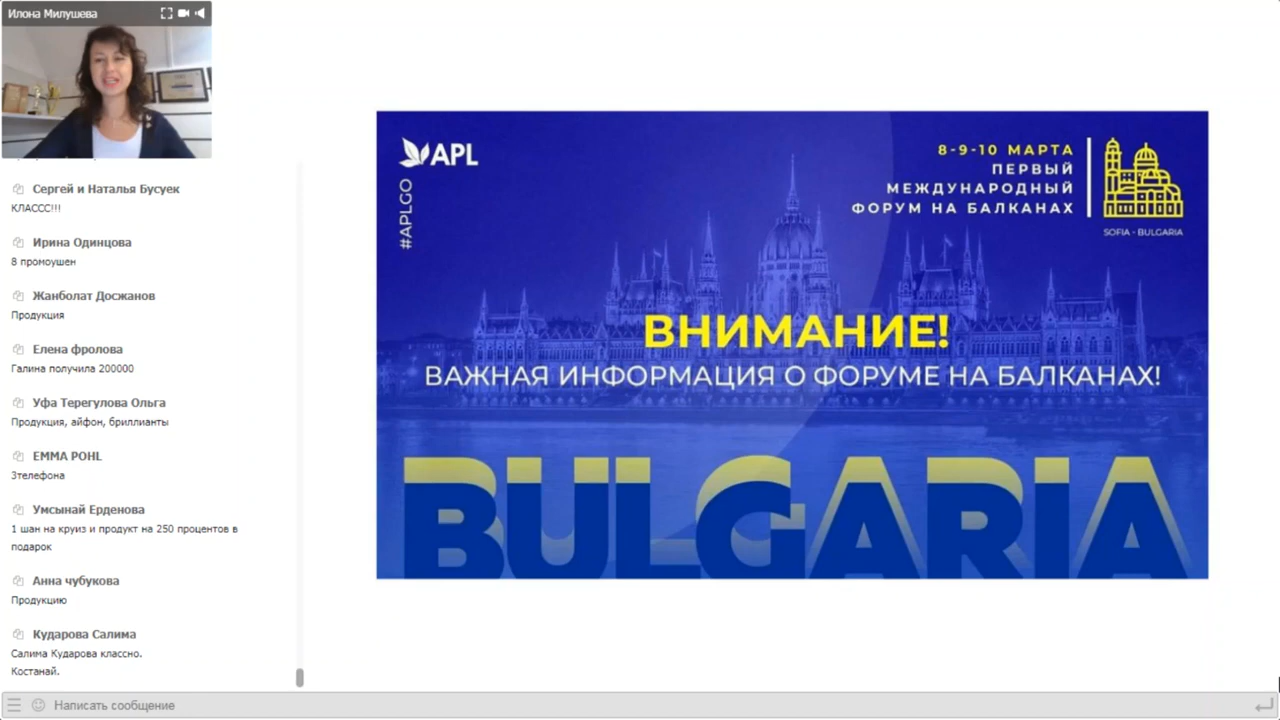 Илона Милушева
Сергей и Наталья Бусуек
КЛАССС!!!
Ирина Одинцова
8 промоушен
Жанболат Досжанов
Продукция
Елена фролова
Галина получила 200000
Уфа Терегулова Ольга
Продукция, айфон, бриллианты
ЕММА РОНL
3телефона
Умсынай Ерденова
1 шан на круиз и продукт на 250 процентов в
подарок
Анна чубукова
Продукцию
Кударова Салима
Салима Кударова классно.
Костанай.
Написать сообщение
APL
#APLGO
8-9-10 МАРТА
ПЕРВЫЙ
МЕЖДУНАРОДНЫЙ
ФОРУМ НА БАЛКАНАХ
SOFIA - BULGARIA
ВНИМАНИЕ!
ВАЖНАЯ ИНФОРМАЦИЯ О ФОРУМЕ НА БАЛКАНАХ!
BULGARIA